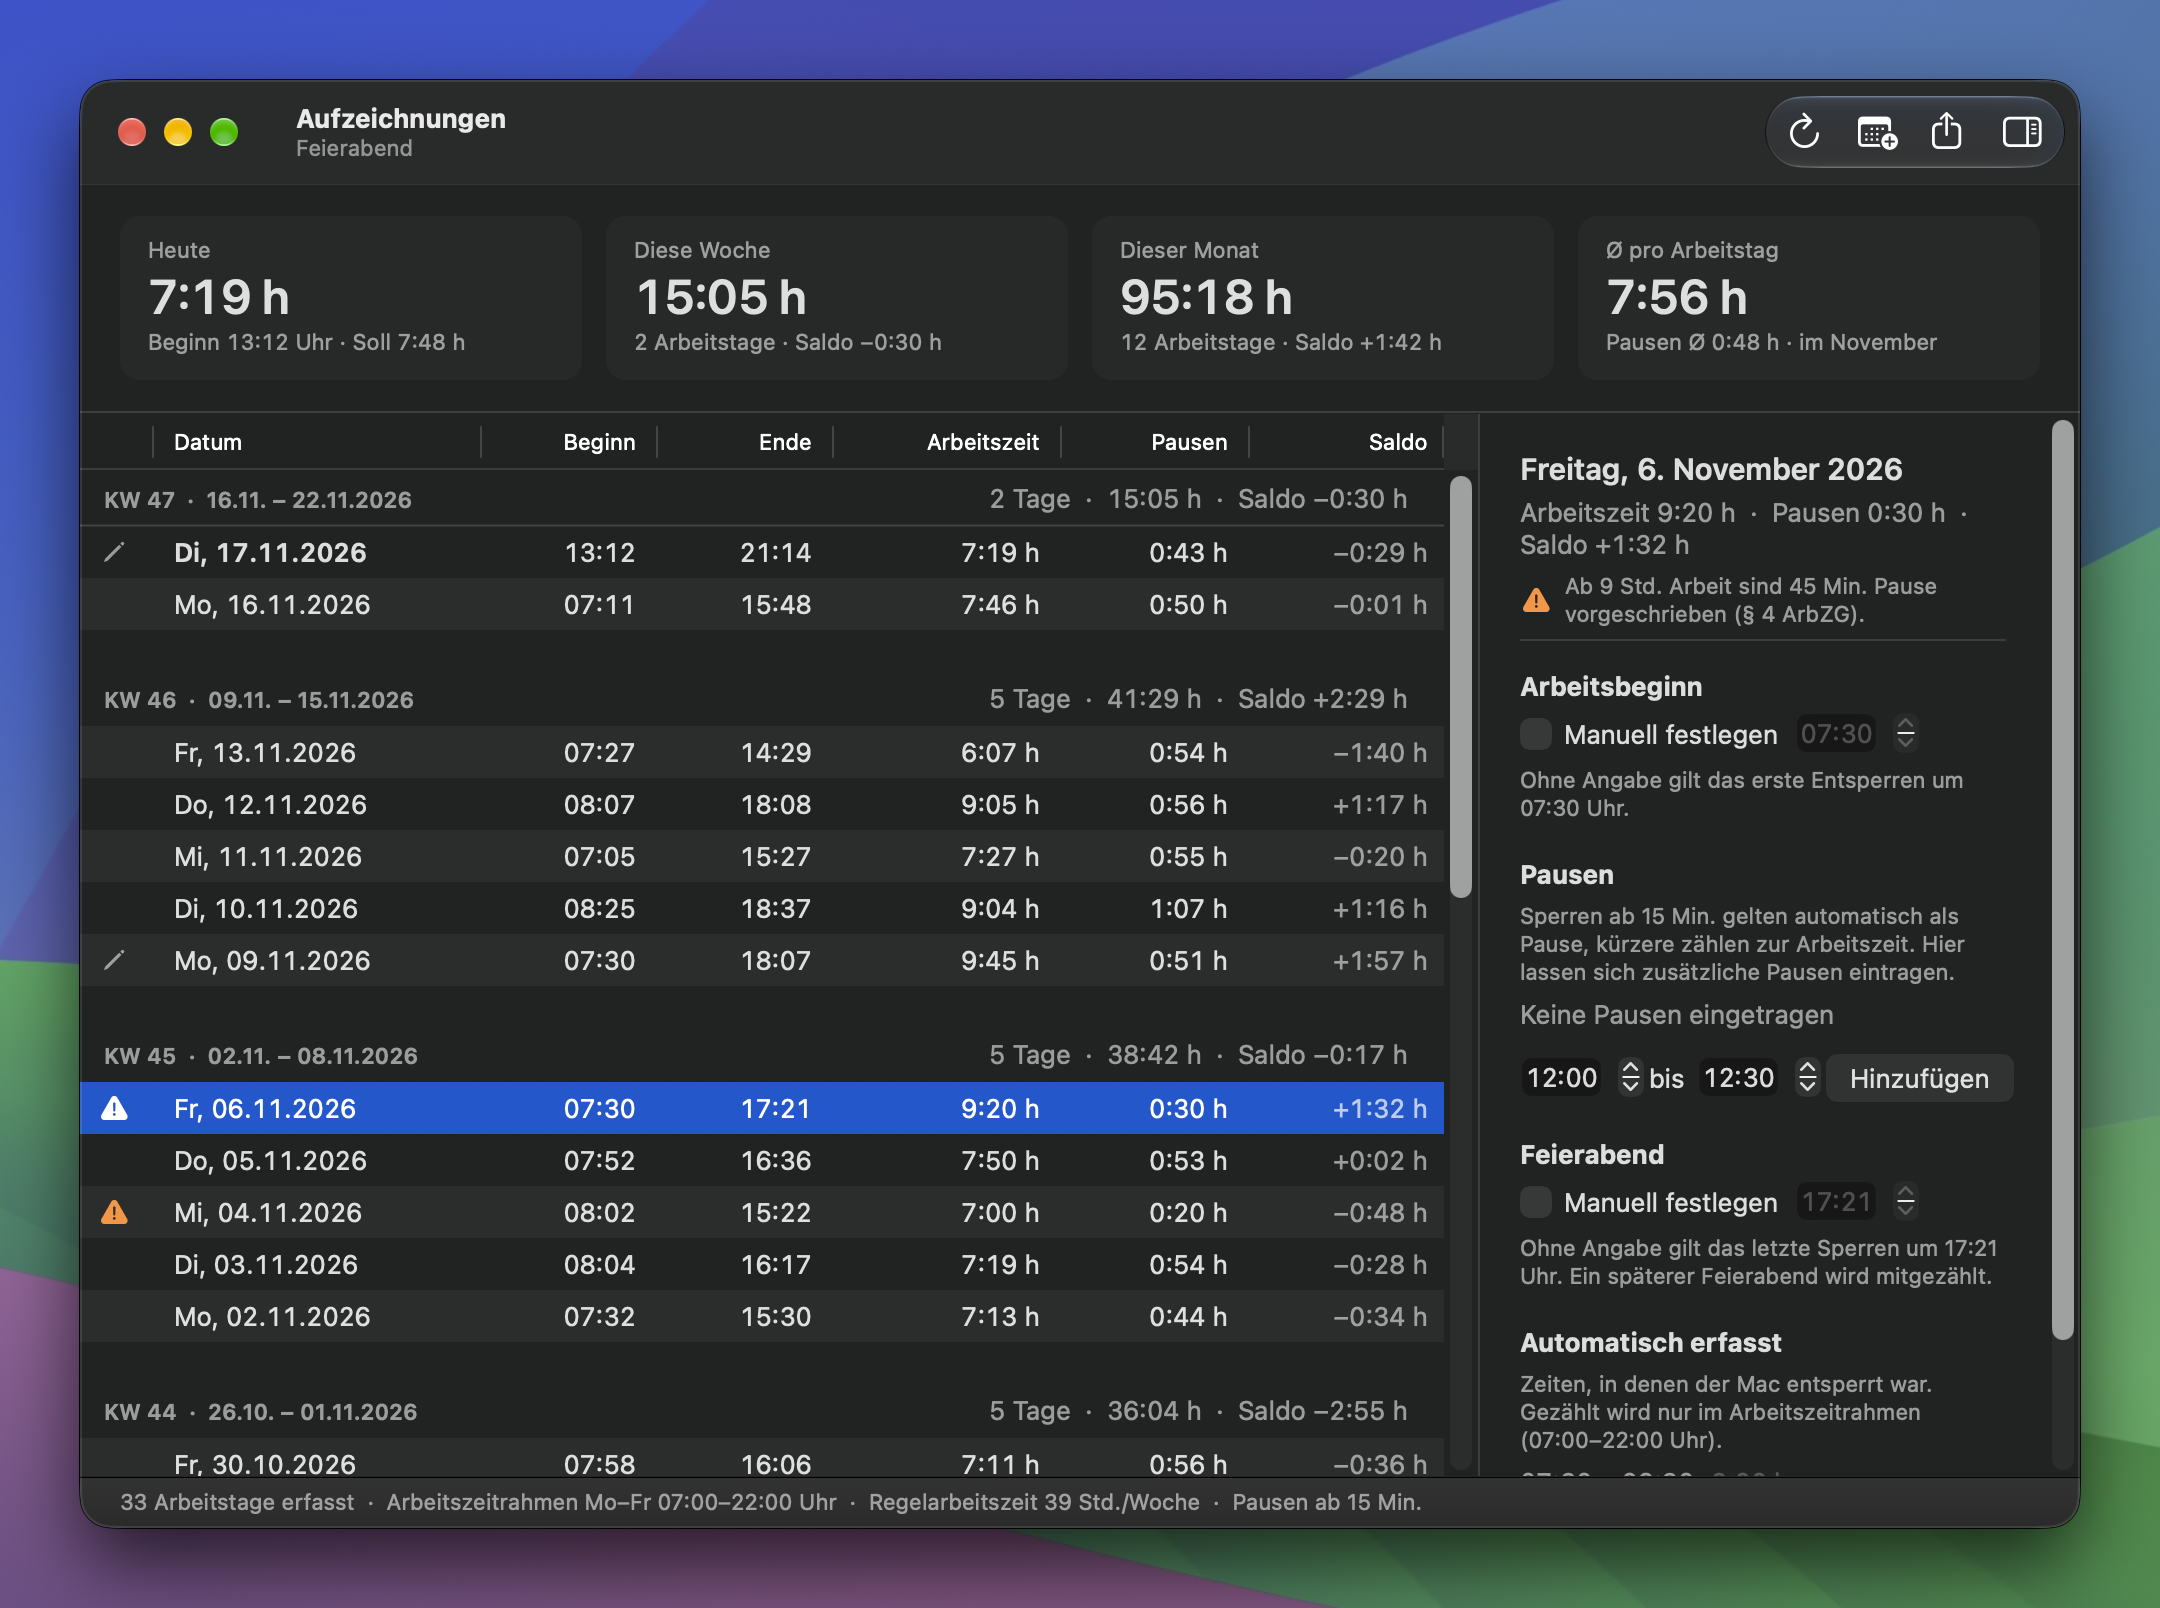 Aufzeichnungen
Feierabend
Heute
7:19 h
Beginn 13:12 Uhr · Soll 7:48 h
Diese Woche
15:05 h
2 Arbeitstage · Saldo −0:30 h
Dieser Monat
95:18 h
12 Arbeitstage · Saldo +1:42 h
Ø pro Arbeitstag
7:56 h
Pausen Ø 0:48 h · im November
Datum Beginn Ende Arbeitszeit Pausen Saldo
KW 47 · 16.11. – 22.11.2026 2 Tage · 15:05 h · Saldo −0:30 h
Di, 17.11.2026 13:12 21:14 7:19 h 0:43 h −0:29 h
Mo, 16.11.2026 07:11 15:48 7:46 h 0:50 h −0:01 h
KW 46 · 09.11. – 15.11.2026 5 Tage · 41:29 h · Saldo +2:29 h
Fr, 13.11.2026 07:27 14:29 6:07 h 0:54 h −1:40 h
Do, 12.11.2026 08:07 18:08 9:05 h 0:56 h +1:17 h
Mi, 11.11.2026 07:05 15:27 7:27 h 0:55 h −0:20 h
Di, 10.11.2026 08:25 18:37 9:04 h 1:07 h +1:16 h
Mo, 09.11.2026 07:30 18:07 9:45 h 0:51 h +1:57 h
KW 45 · 02.11. – 08.11.2026 5 Tage · 38:42 h · Saldo −0:17 h
Fr, 06.11.2026 07:30 17:21 9:20 h 0:30 h +1:32 h
Do, 05.11.2026 07:52 16:36 7:50 h 0:53 h +0:02 h
Mi, 04.11.2026 08:02 15:22 7:00 h 0:20 h −0:48 h
Di, 03.11.2026 08:04 16:17 7:19 h 0:54 h −0:28 h
Mo, 02.11.2026 07:32 15:30 7:13 h 0:44 h −0:34 h
KW 44 · 26.10. – 01.11.2026 5 Tage · 36:04 h · Saldo −2:55 h
Fr, 30.10.2026 07:58 16:06 7:11 h 0:56 h −0:36 h
Freitag, 6. November 2026
Arbeitszeit 9:20 h · Pausen 0:30 h ·
Saldo +1:32 h
Ab 9 Std. Arbeit sind 45 Min. Pause
vorgeschrieben (§ 4 ArbZG).
Arbeitsbeginn
Manuell festlegen 07:30
Ohne Angabe gilt das erste Entsperren um
07:30 Uhr.
Pausen
Sperren ab 15 Min. gelten automatisch als
Pause, kürzere zählen zur Arbeitszeit. Hier
lassen sich zusätzliche Pausen eintragen.
Keine Pausen eingetragen
12:00 bis 12:30 Hinzufügen
Feierabend
Manuell festlegen 17:21
Ohne Angabe gilt das letzte Sperren um 17:21
Uhr. Ein späterer Feierabend wird mitgezählt.
Automatisch erfasst
Zeiten, in denen der Mac entsperrt war.
Gezählt wird nur im Arbeitszeitrahmen
(07:00–22:00 Uhr).
33 Arbeitstage erfasst · Arbeitszeitrahmen Mo–Fr 07:00–22:00 Uhr · Regelarbeitszeit 39 Std./Woche · Pausen ab 15 Min.